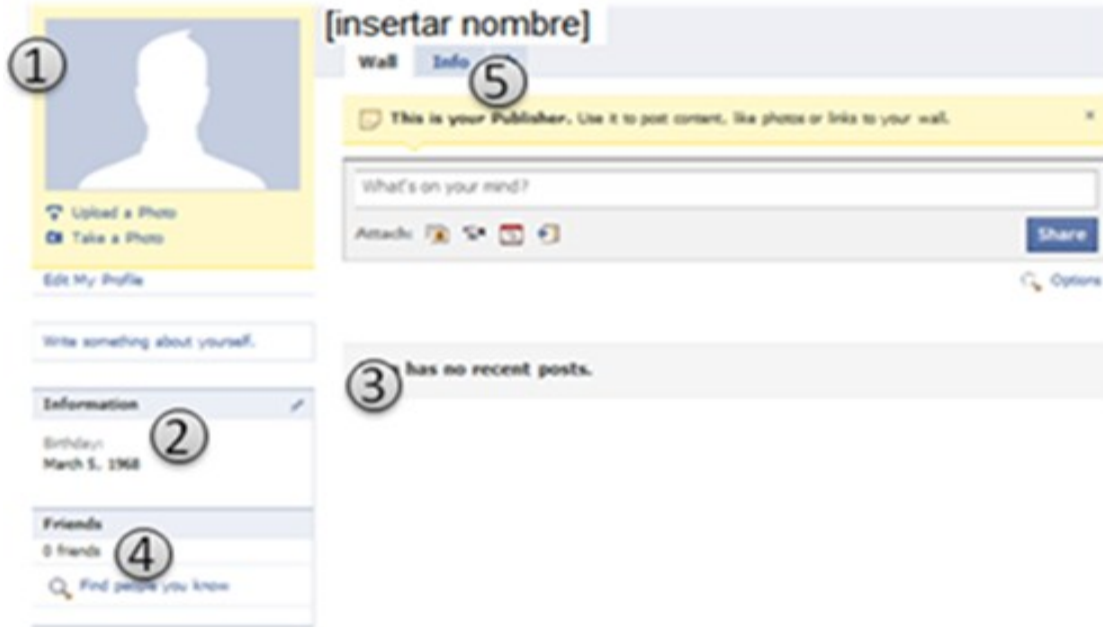 [insertar nombre]
1
Wall Info
5
This is your Publisher. Use it to post content, like photos or links to your wall.
What's on your mind?
Upload a Photo
Take a Photo
Attach:
Share
Edit My Profile
Options
Write something about yourself.
3
has no recent posts.
Information
2
Birthday:
March 5, 1968
Friends
0 friends
4
Find people you know